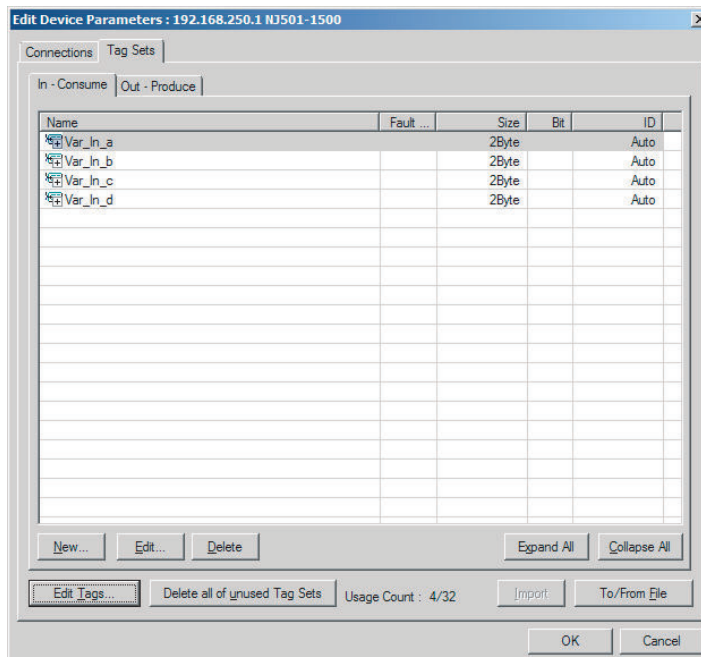 Edit Device Parameters : 192.168.250.1 NJ501-1500
Connections Tag Sets
In - Consume Out - Produce
Name Fault ... Size Bit ID
Var_In_a 2Byte Auto
Var_In_b 2Byte Auto
Var_In_c 2Byte Auto
Var_In_d 2Byte Auto
New... Edit... Delete Expand All Collapse All
Edit Tags... Delete all of unused Tag Sets Usage Count : 4/32 Import To/From File
OK Cancel